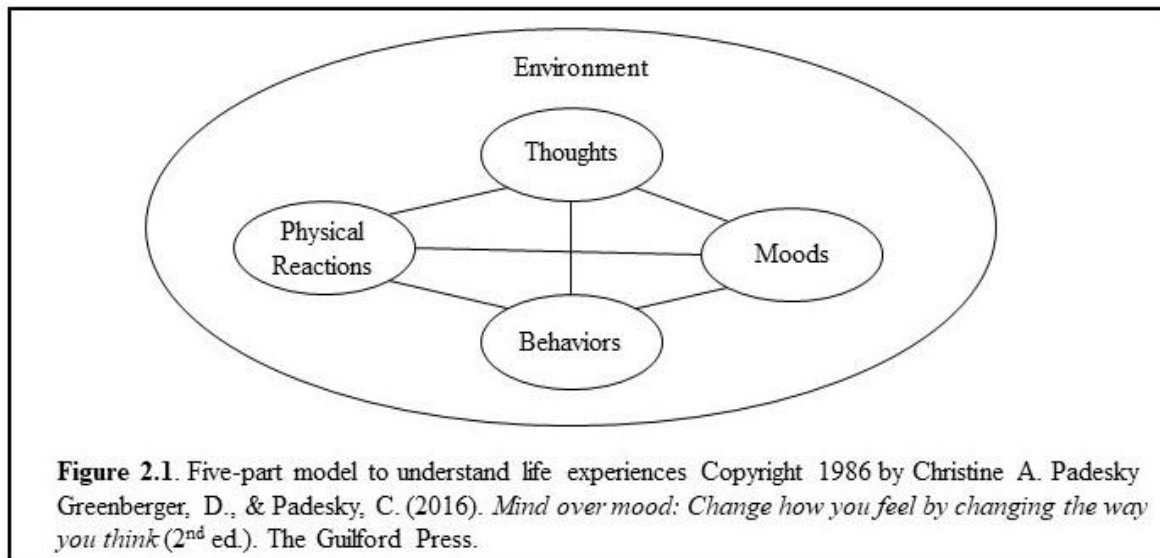 Environment
Thoughts
Physical
Reactions
Moods
Behaviors
Figure 2.1. Five-part model to understand life experiences Copyright 1986 by Christine A. Padesky
Greenberger, D., & Padesky, C. (2016). Mind over mood: Change how you feel by changing the way
you think (2nd ed.). The Guilford Press.